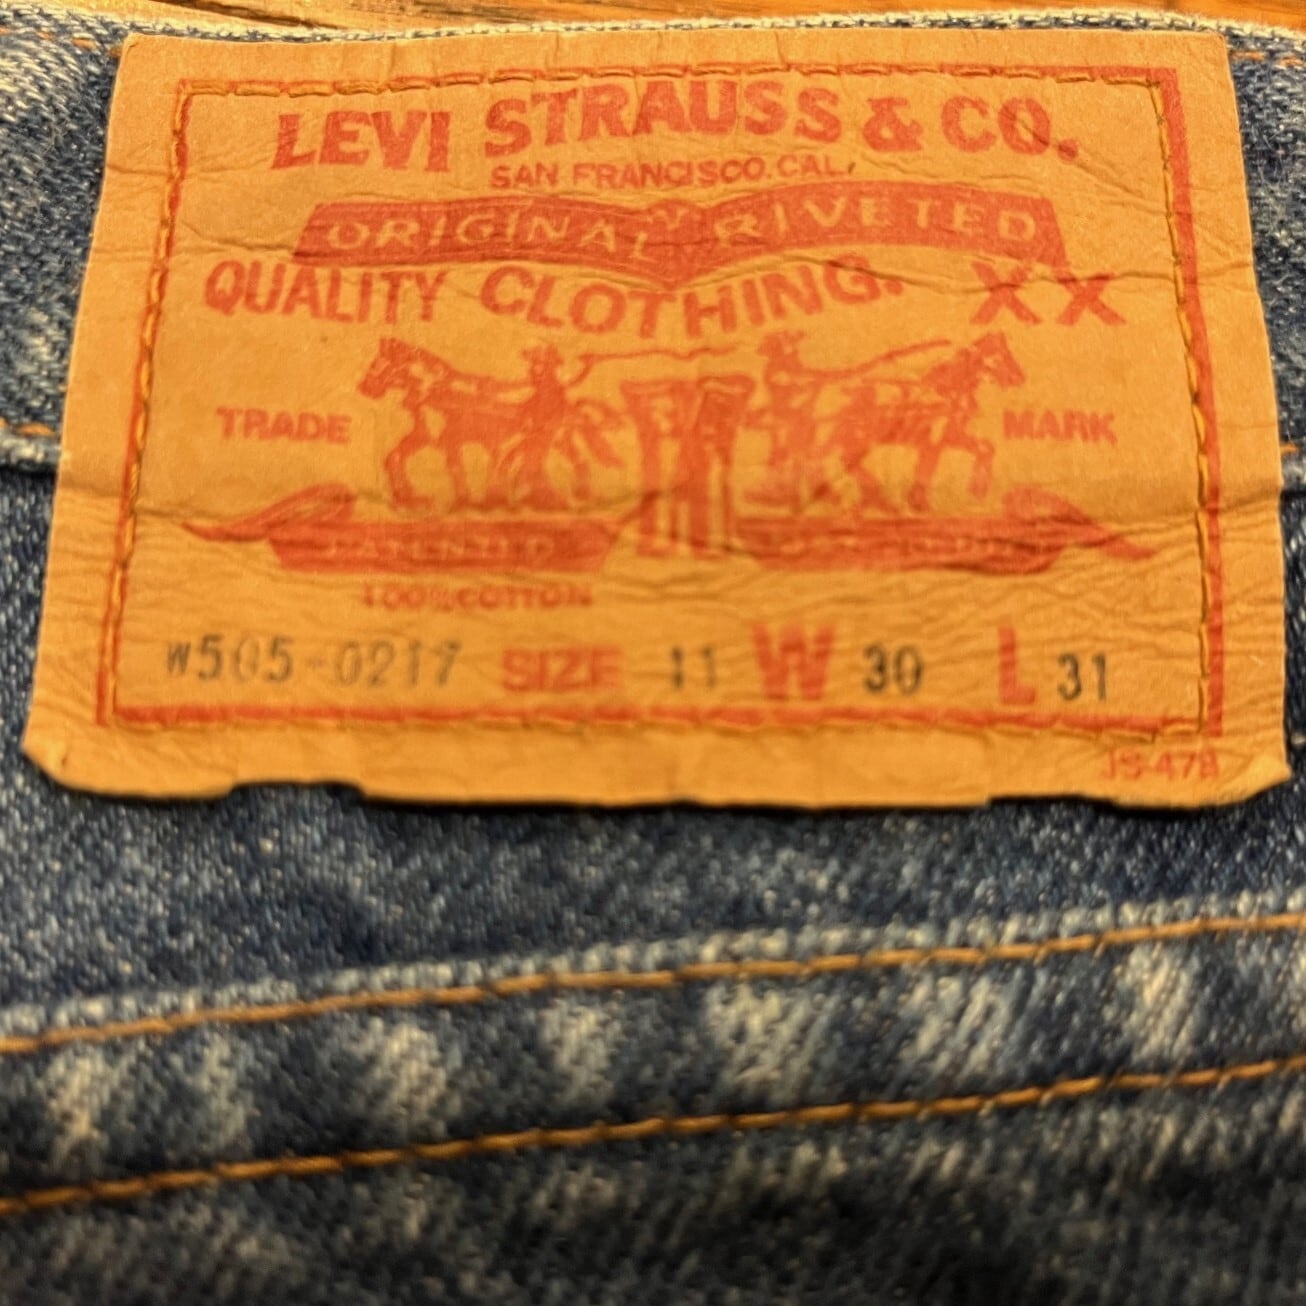 LEVI STRAUSS & CO.
SAN FRANCISCO. CAL,
ORIGINAL RIVETED
QUALITY CLOTHING. XX
TRADE MARK
PATENTED
100% COTTON
W505-0217 SIZE 11 W 30 L 31
JS-478